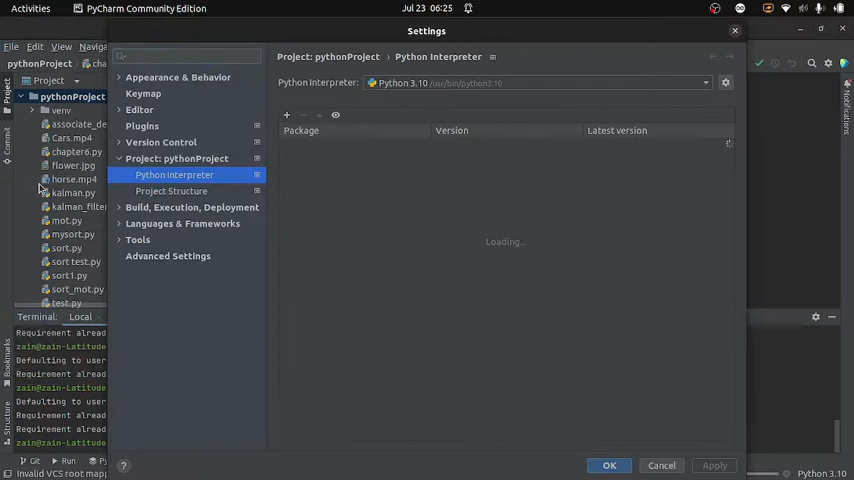 Activities
PyCharm Community Edition
Jul 23 06:25
File Edit View Naviga
Settings
pythonProject
Project
Project
pythonProject
venv
associate_de
Cars.mp4
chapter6.py
flower.jpg
horse.mp4
kalman.py
kalman_filter
mot.py
mysort.py
sort.py
sort test.py
sort1.py
sort_mot.py
test.py
Commit
Bookmarks
Structure
Notifications
Appearance & Behavior
Keymap
Editor
Plugins
Version Control
Project: pythonProject
Python Interpreter
Project Structure
Build, Execution, Deployment
Languages & Frameworks
Tools
Advanced Settings
Project: pythonProject › Python Interpreter
Python Interpreter: Python 3.10 /usr/bin/python3.10
Package Version Latest version
Loading...
Terminal: Local
Requirement alread
zain@zain-Latitude
Defaulting to user
Requirement alread
zain@zain-Latitude
Defaulting to user
Requirement alread
Requirement alread
zain@zain-Latitude
? OK Cancel Apply
Git Run Py
Invalid VCS root mapp
Python 3.10